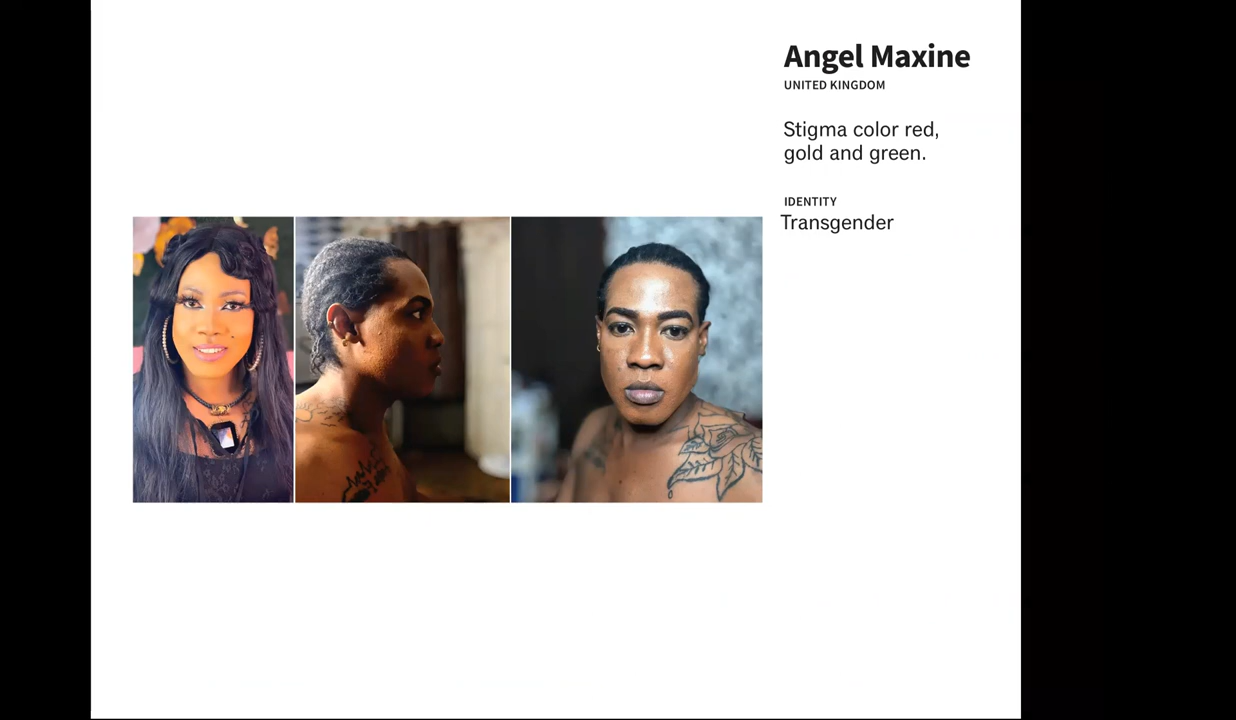 Angel Maxine
UNITED KINGDOM
Stigma color red,
gold and green.
IDENTITY
Transgender